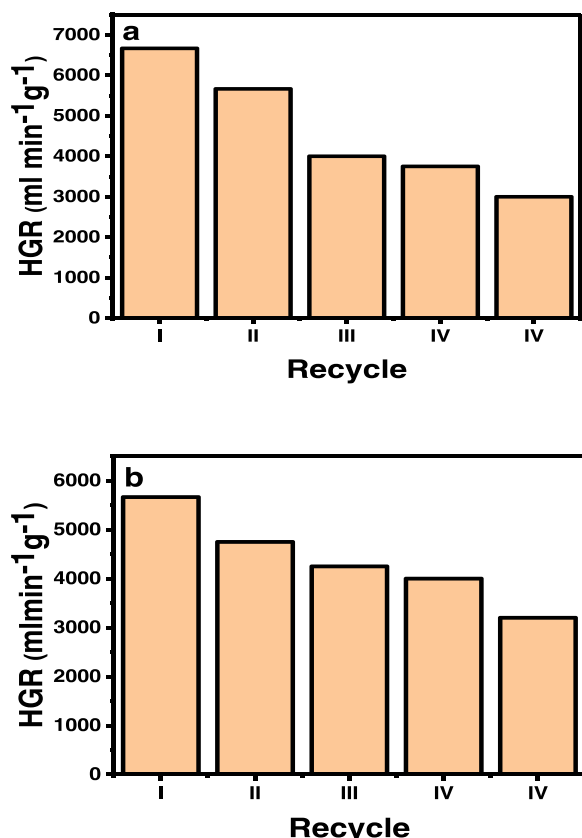 a
HGR (ml min-1g-1)
7000
6000
5000
4000
3000
2000
1000
0
I II III IV IV
Recycle
b
HGR (mlmin-1g-1)
6000
5000
4000
3000
2000
1000
0
I II III IV IV
Recycle